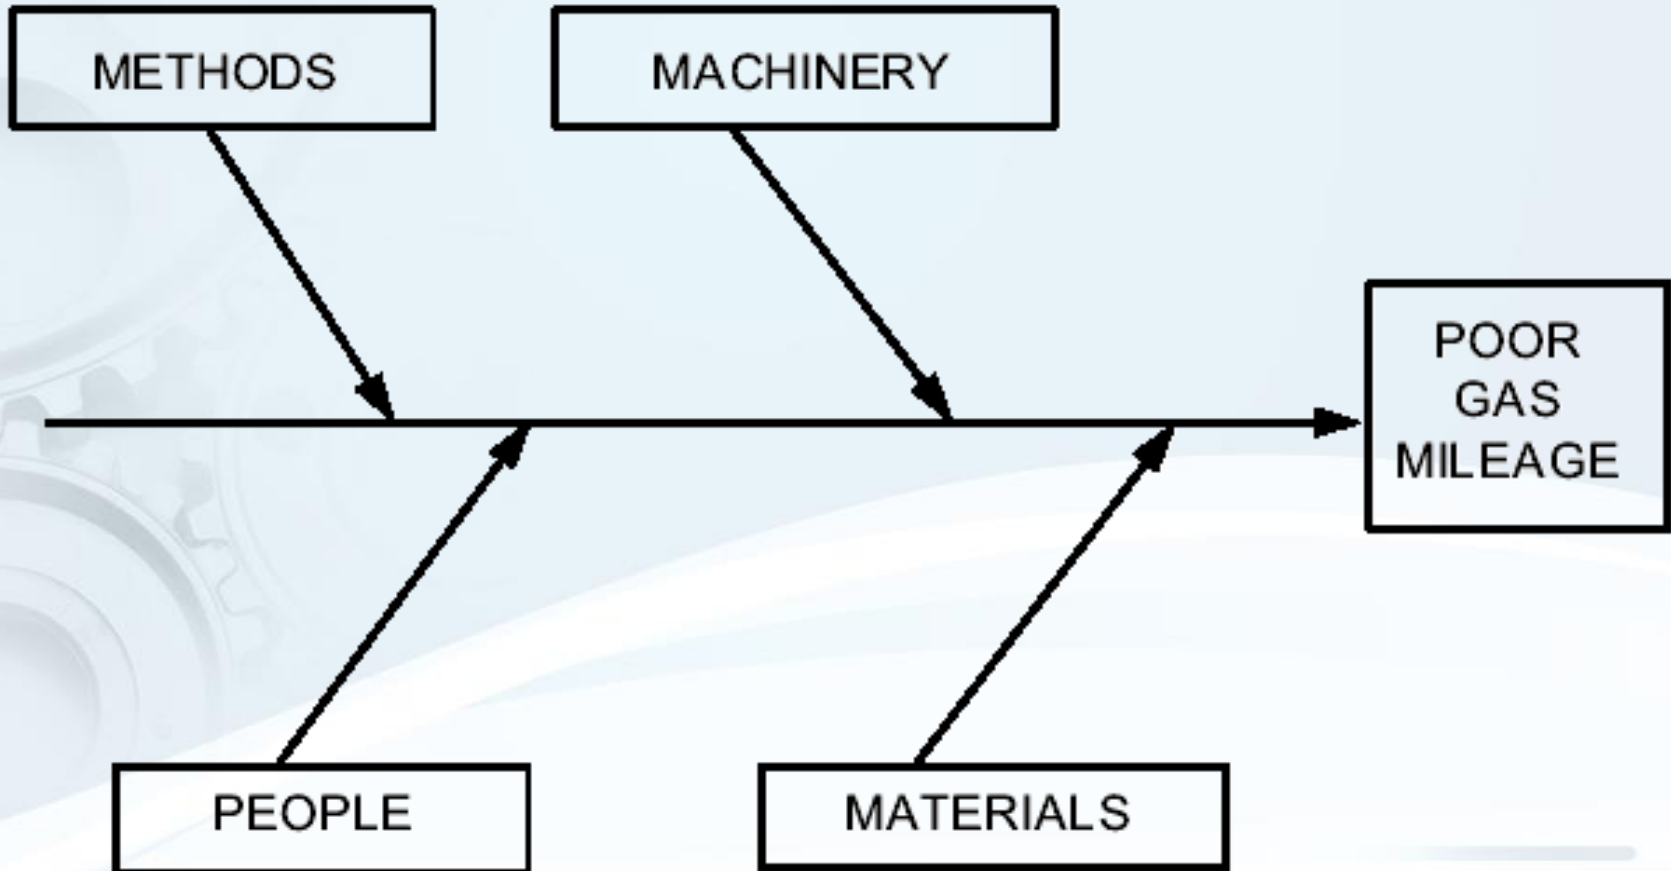 METHODS
MACHINERY
POOR
GAS
MILEAGE
PEOPLE
MATERIALS